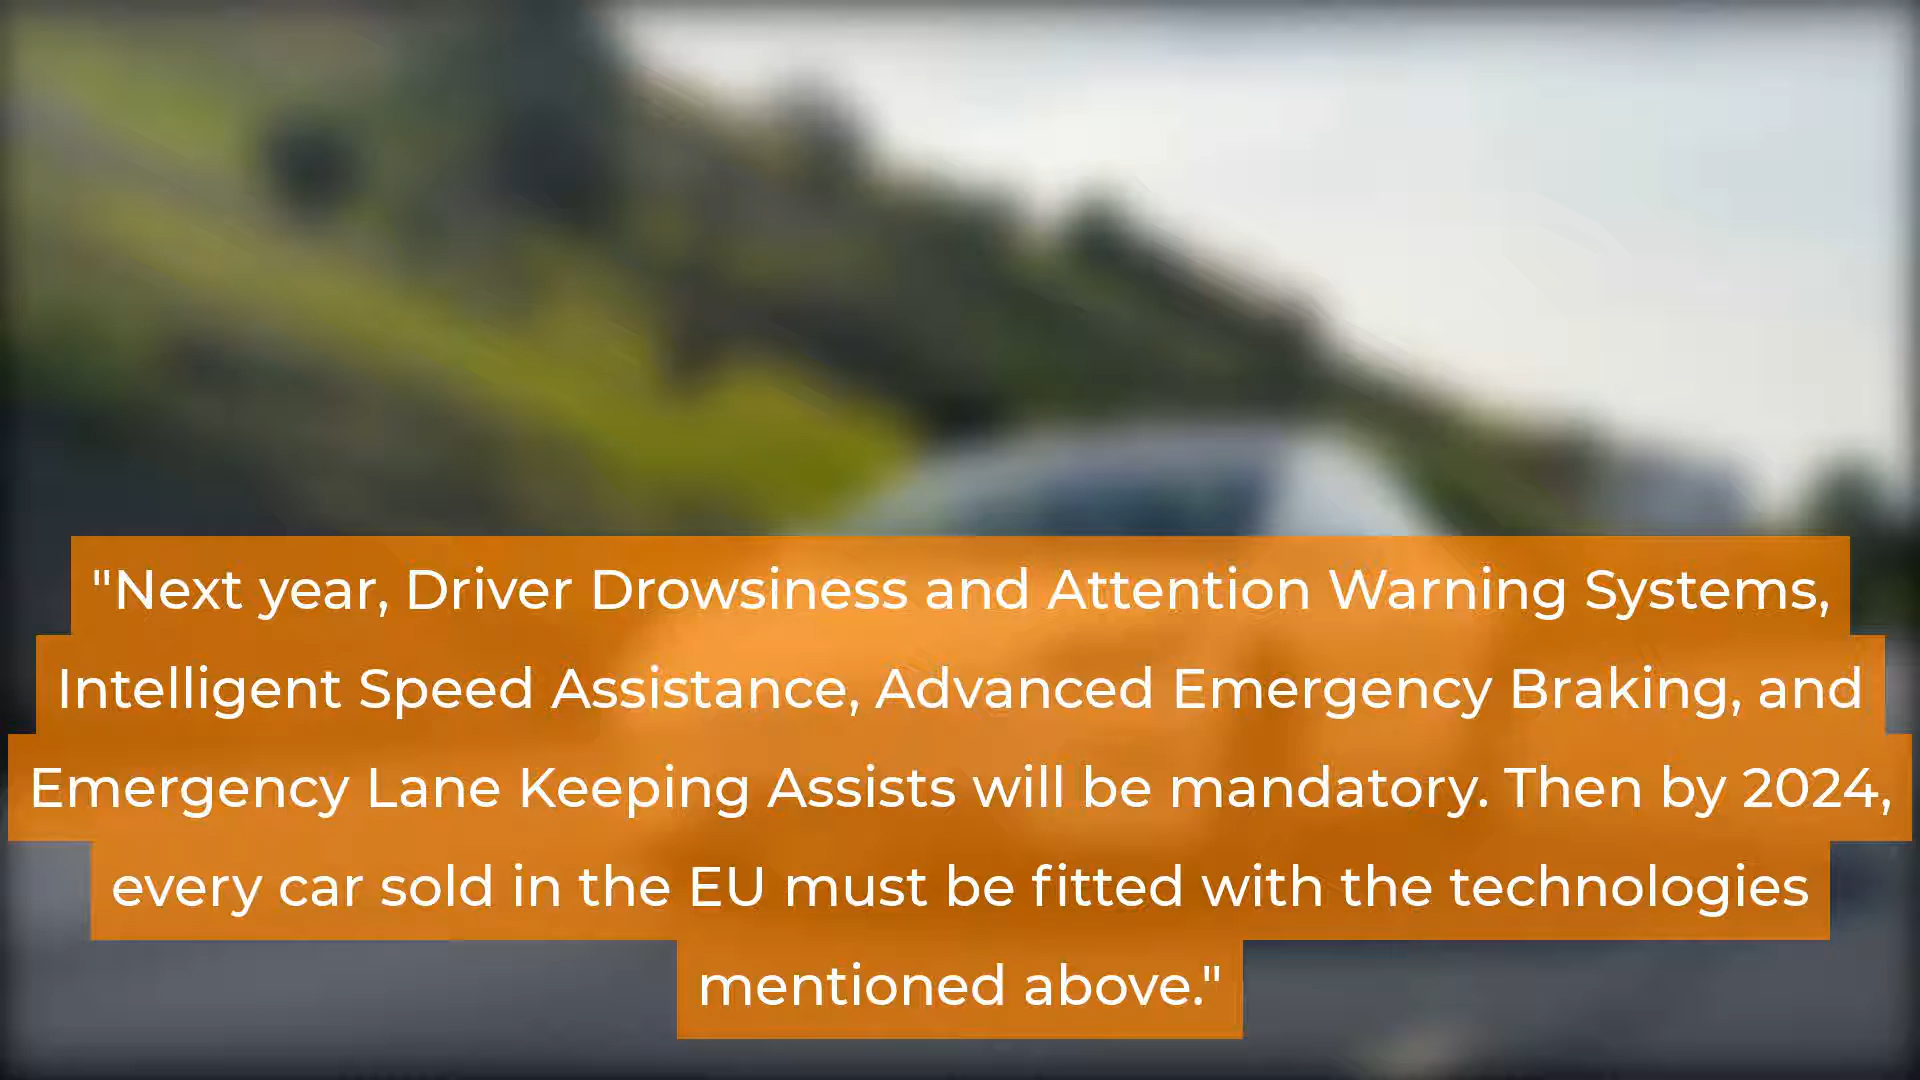 "Next year, Driver Drowsiness and Attention Warning Systems,
Intelligent Speed Assistance, Advanced Emergency Braking, and
Emergency Lane Keeping Assists will be mandatory. Then by 2024,
every car sold in the EU must be fitted with the technologies
mentioned above."